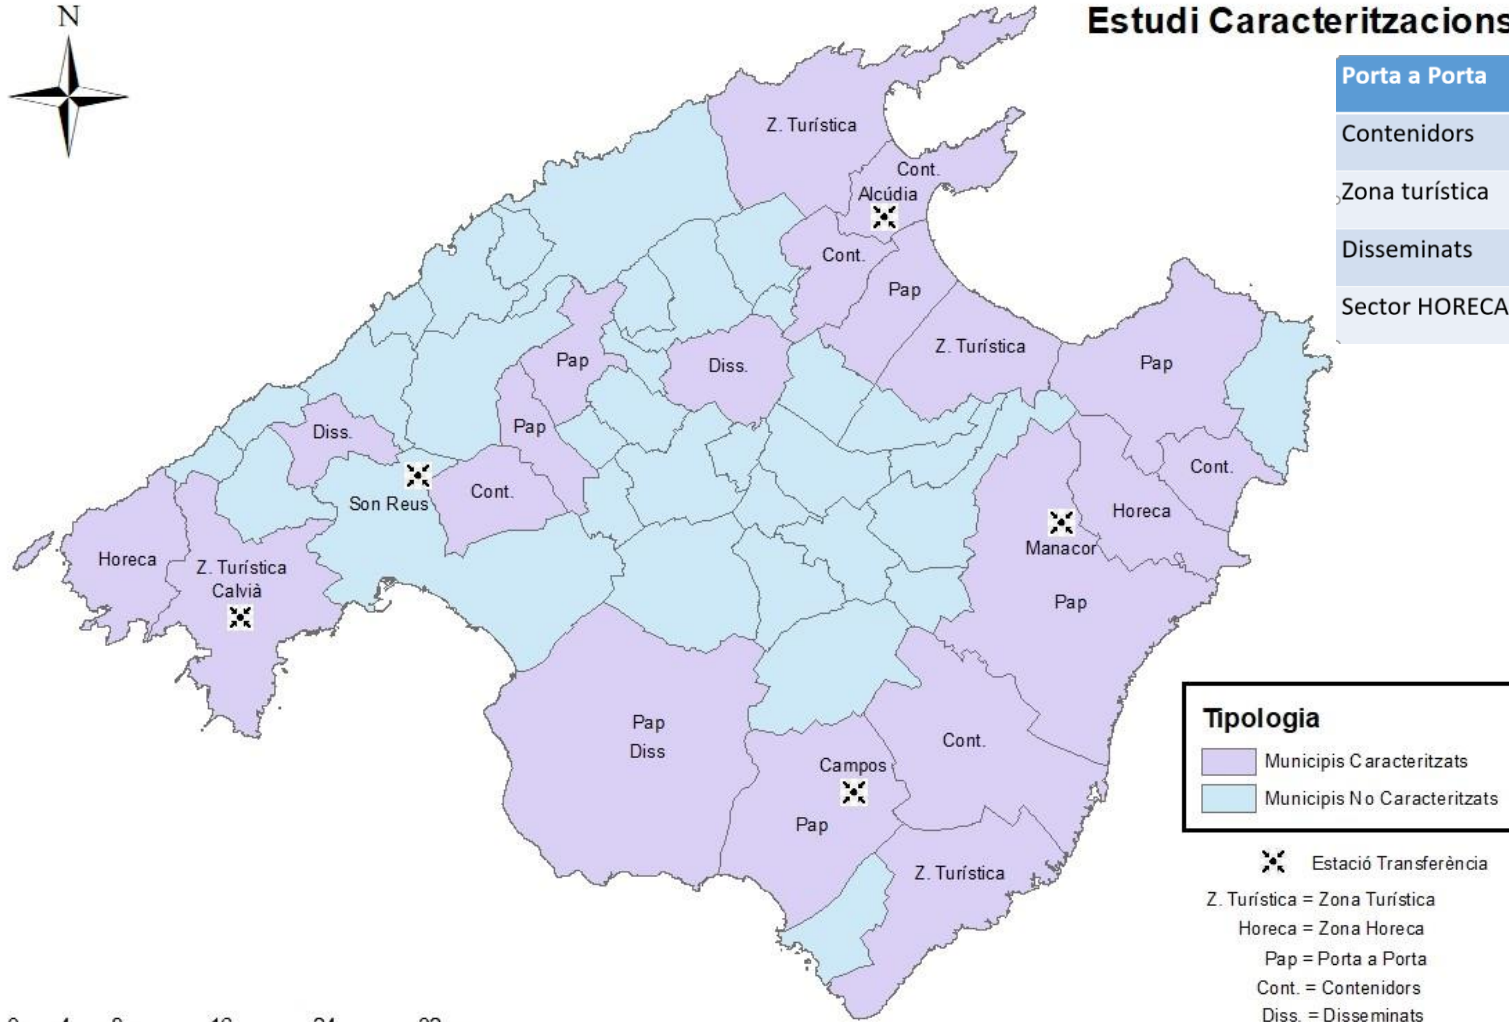 N
Estudi Caracteritzacions
Porta a Porta
Contenidors
Zona turística
Disseminats
Sector HORECA
Z. Turística
Cont.
Alcúdia
Cont.
Pap
Z. Turística
Pap
Pap
Diss.
Pap
Diss.
Cont.
Son Reus
Cont.
Horeca
Manacor
Horeca
Z. Turística
Calvià
Pap
Pap
Diss
Cont.
Campos
Pap
Z. Turística
Tipologia
Municipis Caracteritzats
Municipis No Caracteritzats
Estació Transferència
Z. Turística = Zona Turística
Horeca = Zona Horeca
Pap = Porta a Porta
Cont. = Contenidors
Diss. = Disseminats